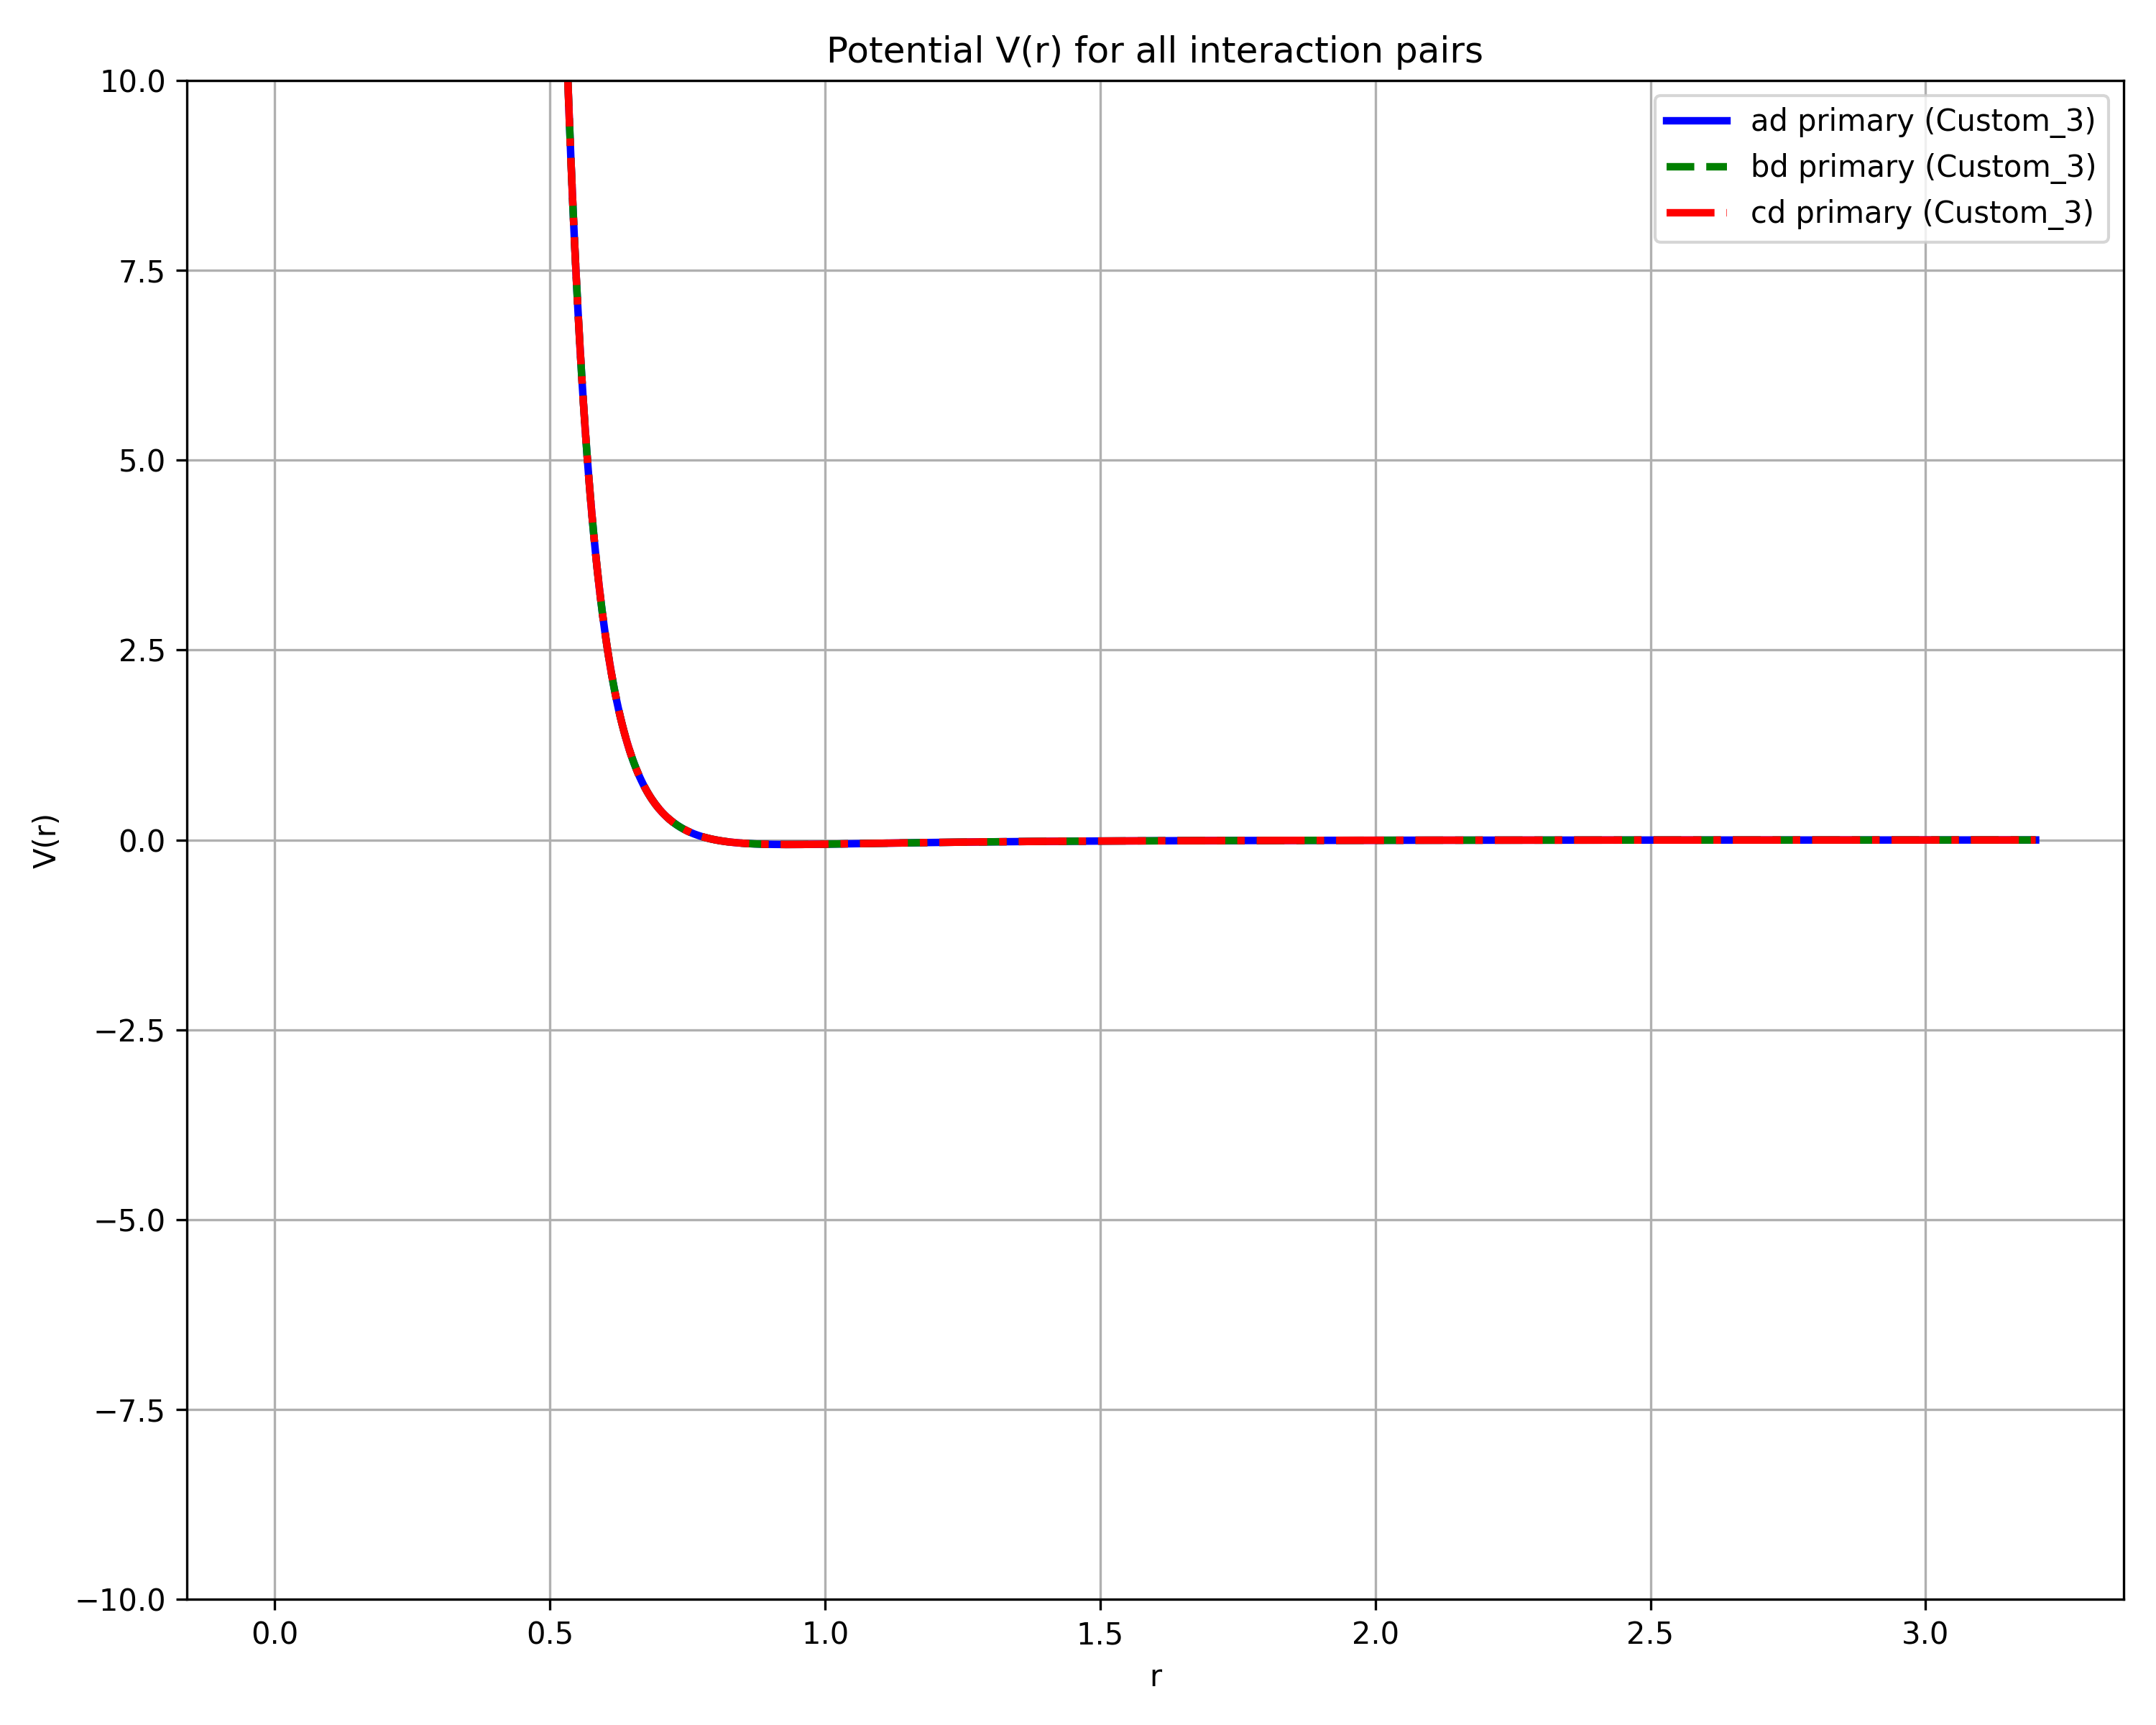 Potential V(r) for all interaction pairs
ad primary (Custom_3)
bd primary (Custom_3)
cd primary (Custom_3)
10.0
7.5
5.0
2.5
0.0
−2.5
−5.0
−7.5
−10.0
V(r)
0.0 0.5 1.0 1.5 2.0 2.5 3.0
r